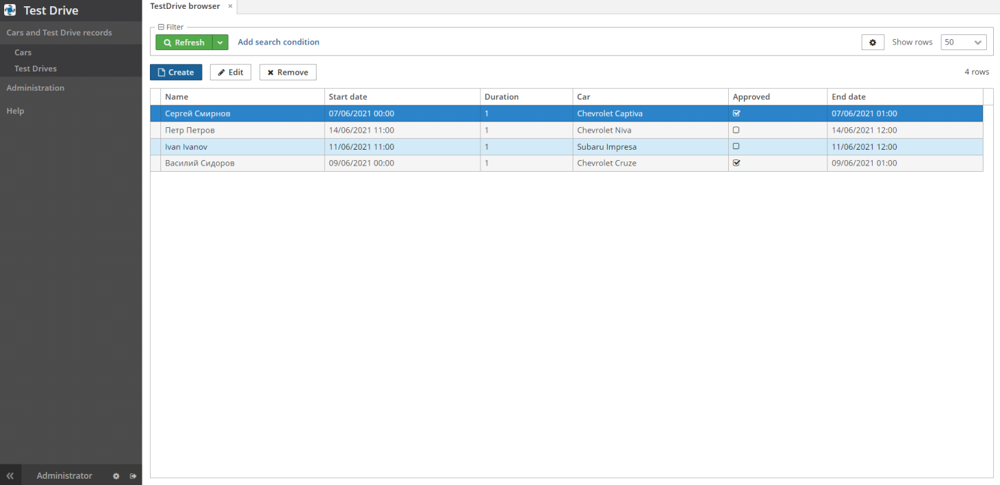 Test Drive
Cars and Test Drive records
Cars
Test Drives
Administration
Help
Administrator
TestDrive browser
Filter
Refresh Add search condition Show rows 50
Create Edit Remove 4 rows
Name Start date Duration Car Approved End date
Сергей Смирнов 07/06/2021 00:00 1 Chevrolet Captiva 07/06/2021 01:00
Петр Петров 14/06/2021 11:00 1 Chevrolet Niva 14/06/2021 12:00
Ivan Ivanov 11/06/2021 11:00 1 Subaru Impresa 11/06/2021 12:00
Василий Сидоров 09/06/2021 00:00 1 Chevrolet Cruze 09/06/2021 01:00